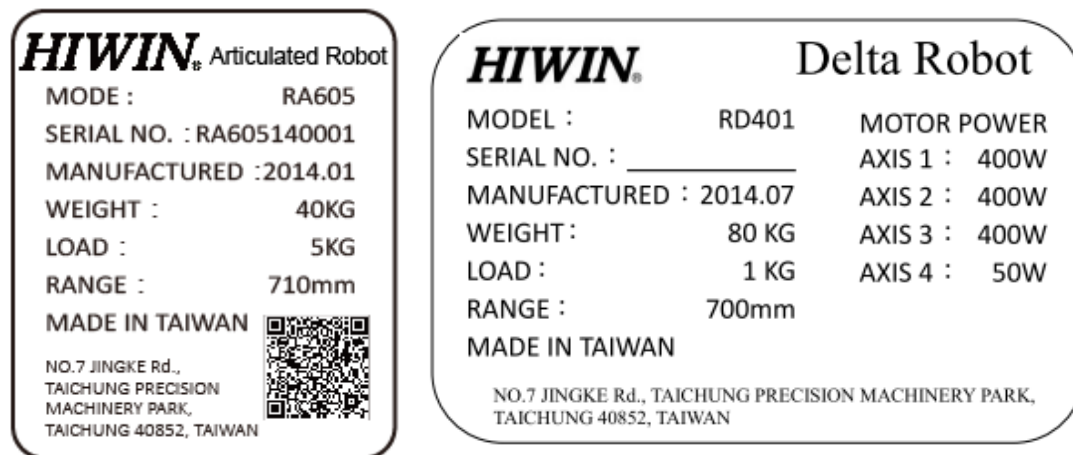 HIWIN® Articulated Robot
MODE : RA605
SERIAL NO. : RA605140001
MANUFACTURED :2014.01
WEIGHT : 40KG
LOAD : 5KG
RANGE : 710mm
MADE IN TAIWAN
NO.7 JINGKE Rd.,
TAICHUNG PRECISION
MACHINERY PARK,
TAICHUNG 40852, TAIWAN
HIWIN® Delta Robot
MODEL : RD401
SERIAL NO. :
MANUFACTURED : 2014.07
WEIGHT : 80 KG
LOAD : 1 KG
RANGE : 700mm
MADE IN TAIWAN
MOTOR POWER
AXIS 1 : 400W
AXIS 2 : 400W
AXIS 3 : 400W
AXIS 4 : 50W
NO.7 JINGKE Rd., TAICHUNG PRECISION MACHINERY PARK,
TAICHUNG 40852, TAIWAN